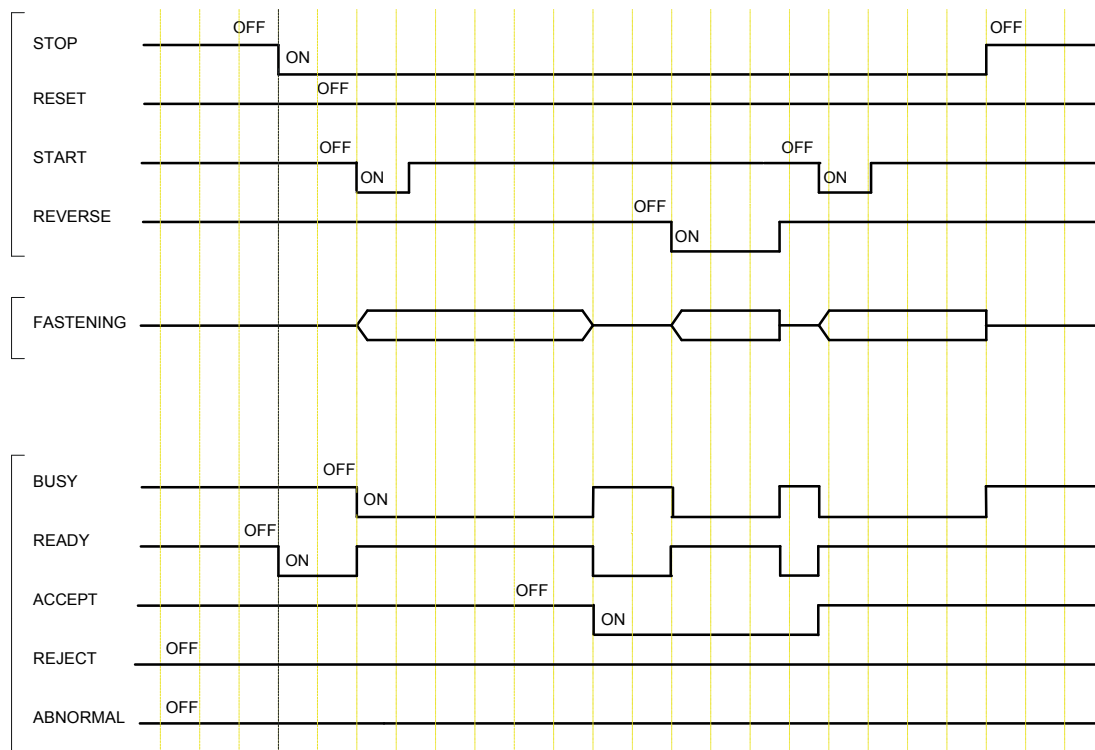 OFF OFF
STOP
ON
OFF
RESET
OFF OFF
START
ON ON
OFF
REVERSE
ON
FASTENING
OFF
BUSY
ON
OFF
READY
ON
OFF
ACCEPT
ON
OFF
REJECT
OFF
ABNORMAL